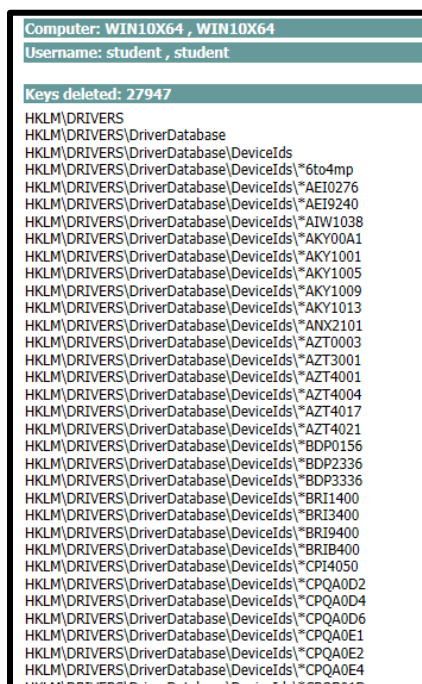 Computer: WIN10X64 , WIN10X64
Username: student , student
Keys deleted: 27947
HKLM\DRIVERS
HKLM\DRIVERS\DriverDatabase
HKLM\DRIVERS\DriverDatabase\DeviceIds
HKLM\DRIVERS\DriverDatabase\DeviceIds\*6to4mp
HKLM\DRIVERS\DriverDatabase\DeviceIds\*AEI0276
HKLM\DRIVERS\DriverDatabase\DeviceIds\*AEI9240
HKLM\DRIVERS\DriverDatabase\DeviceIds\*AIW1038
HKLM\DRIVERS\DriverDatabase\DeviceIds\*AKY00A1
HKLM\DRIVERS\DriverDatabase\DeviceIds\*AKY1001
HKLM\DRIVERS\DriverDatabase\DeviceIds\*AKY1005
HKLM\DRIVERS\DriverDatabase\DeviceIds\*AKY1009
HKLM\DRIVERS\DriverDatabase\DeviceIds\*AKY1013
HKLM\DRIVERS\DriverDatabase\DeviceIds\*ANX2101
HKLM\DRIVERS\DriverDatabase\DeviceIds\*AZT0003
HKLM\DRIVERS\DriverDatabase\DeviceIds\*AZT3001
HKLM\DRIVERS\DriverDatabase\DeviceIds\*AZT4001
HKLM\DRIVERS\DriverDatabase\DeviceIds\*AZT4004
HKLM\DRIVERS\DriverDatabase\DeviceIds\*AZT4017
HKLM\DRIVERS\DriverDatabase\DeviceIds\*AZT4021
HKLM\DRIVERS\DriverDatabase\DeviceIds\*BDP0156
HKLM\DRIVERS\DriverDatabase\DeviceIds\*BDP2336
HKLM\DRIVERS\DriverDatabase\DeviceIds\*BDP3336
HKLM\DRIVERS\DriverDatabase\DeviceIds\*BRI1400
HKLM\DRIVERS\DriverDatabase\DeviceIds\*BRI3400
HKLM\DRIVERS\DriverDatabase\DeviceIds\*BRI9400
HKLM\DRIVERS\DriverDatabase\DeviceIds\*BRIB400
HKLM\DRIVERS\DriverDatabase\DeviceIds\*CPI4050
HKLM\DRIVERS\DriverDatabase\DeviceIds\*CPQA0D2
HKLM\DRIVERS\DriverDatabase\DeviceIds\*CPQA0D4
HKLM\DRIVERS\DriverDatabase\DeviceIds\*CPQA0D6
HKLM\DRIVERS\DriverDatabase\DeviceIds\*CPQA0E1
HKLM\DRIVERS\DriverDatabase\DeviceIds\*CPQA0E2
HKLM\DRIVERS\DriverDatabase\DeviceIds\*CPQA0E4